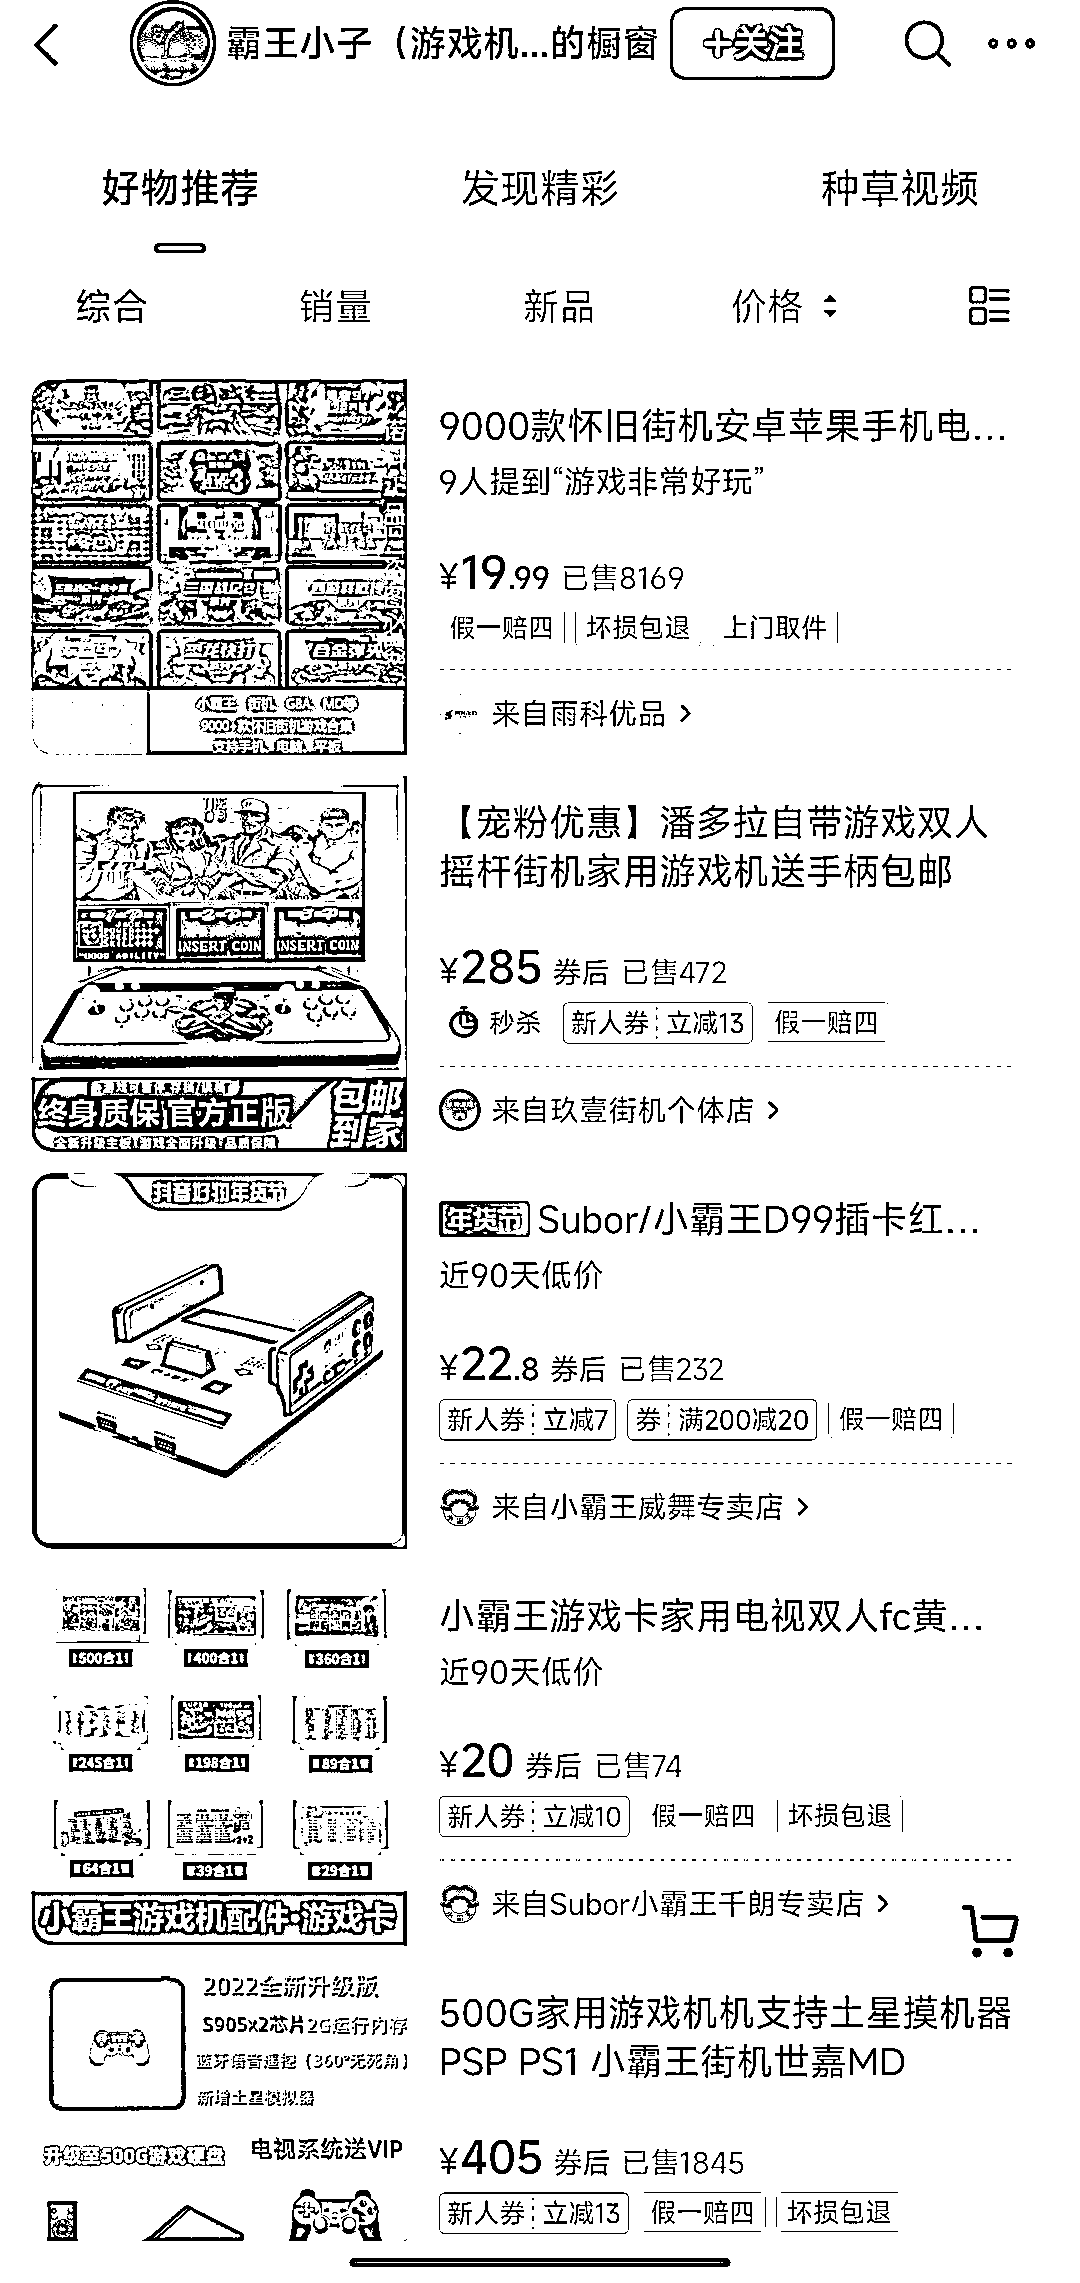 霸王小子（游戏机...的橱窗
+关注
好物推荐
发现精彩
种草视频
综合
销量
新品
价格
小霸王 街机 GBA MD等
9000款怀旧街机游戏合集
支持手机、电脑、平板
9000款怀旧街机安卓苹果手机电...
9人提到“游戏非常好玩”
¥19.99 已售8169
假一赔四 坏损包退 上门取件
来自雨科优品
INSERT COIN INSERT COIN
终身质保 官方正版
包邮到家
【宠粉优惠】潘多拉自带游戏双人
摇杆街机家用游戏机送手柄包邮
¥285 券后 已售472
秒杀 新人券 立减13 假一赔四
来自玖壹街机个体店
抖音好物年货节
年货节 Subor/小霸王D99插卡红...
近90天低价
¥22.8 券后 已售232
新人券 立减7 券 满200减20 假一赔四
来自小霸王威舞专卖店
500合1 400合1 360合1
245合1 198合1 89合1
64合1 39合1 29合1
小霸王游戏机配件·游戏卡
小霸王游戏卡家用电视双人fc黄...
近90天低价
¥20 券后 已售74
新人券 立减10 假一赔四 坏损包退
来自Subor小霸王千朗专卖店
2022全新升级版
S905x2芯片2G运行内存
蓝牙语音遥控（360°无死角）
新增土星模拟器
升级至500G游戏硬盘
电视系统送VIP
500G家用游戏机机支持土星摸机器
PSP PS1 小霸王街机世嘉MD
¥405 券后 已售1845
新人券 立减13 假一赔四 坏损包退